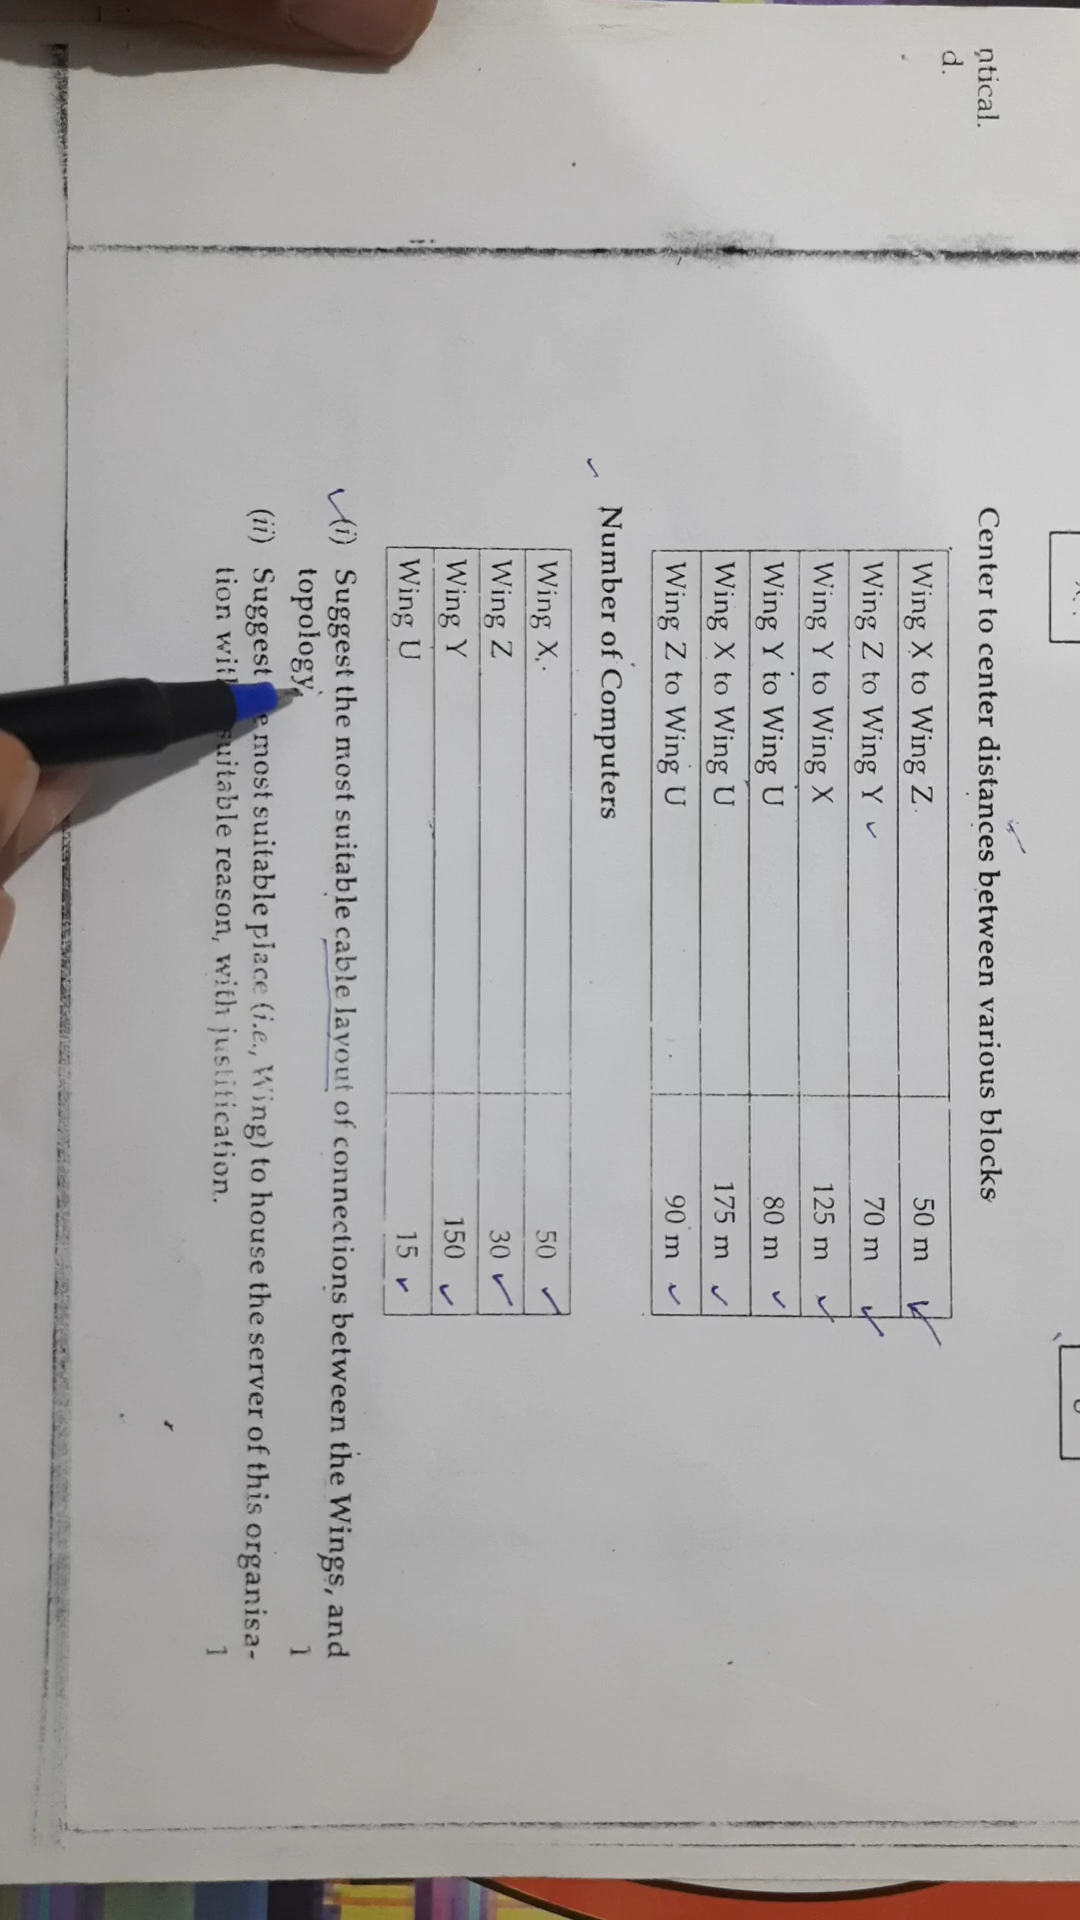 ntical.
d.
Center to center distances between various blocks
Wing X to Wing Z 50 m
Wing Z to Wing Y 70 m
Wing Y to Wing X 125 m
Wing Y to Wing U 80 m
Wing X to Wing U 175 m
Wing Z to Wing U 90 m
Number of Computers
Wing X 50
Wing Z 30
Wing Y 150
Wing U 15
(i) Suggest the most suitable cable layout of connections between the Wings, and
topology. 1
(ii) Suggest most suitable place (i.e., Wing) to house the server of this organisa-
tion suitable reason, with justification. 1